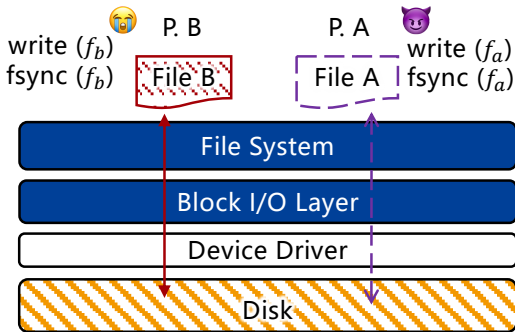 P. B
P. A
write (f_b)
fsync (f_b)
File B
File A
write (f_a)
fsync (f_a)
File System
Block I/O Layer
Device Driver
Disk